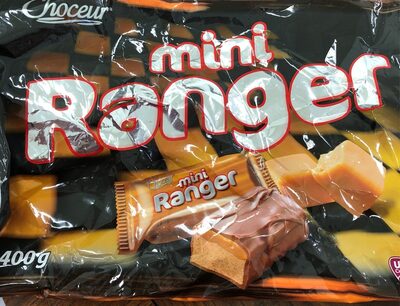 Choceur
mini
Ranger
mini
Ranger
400g